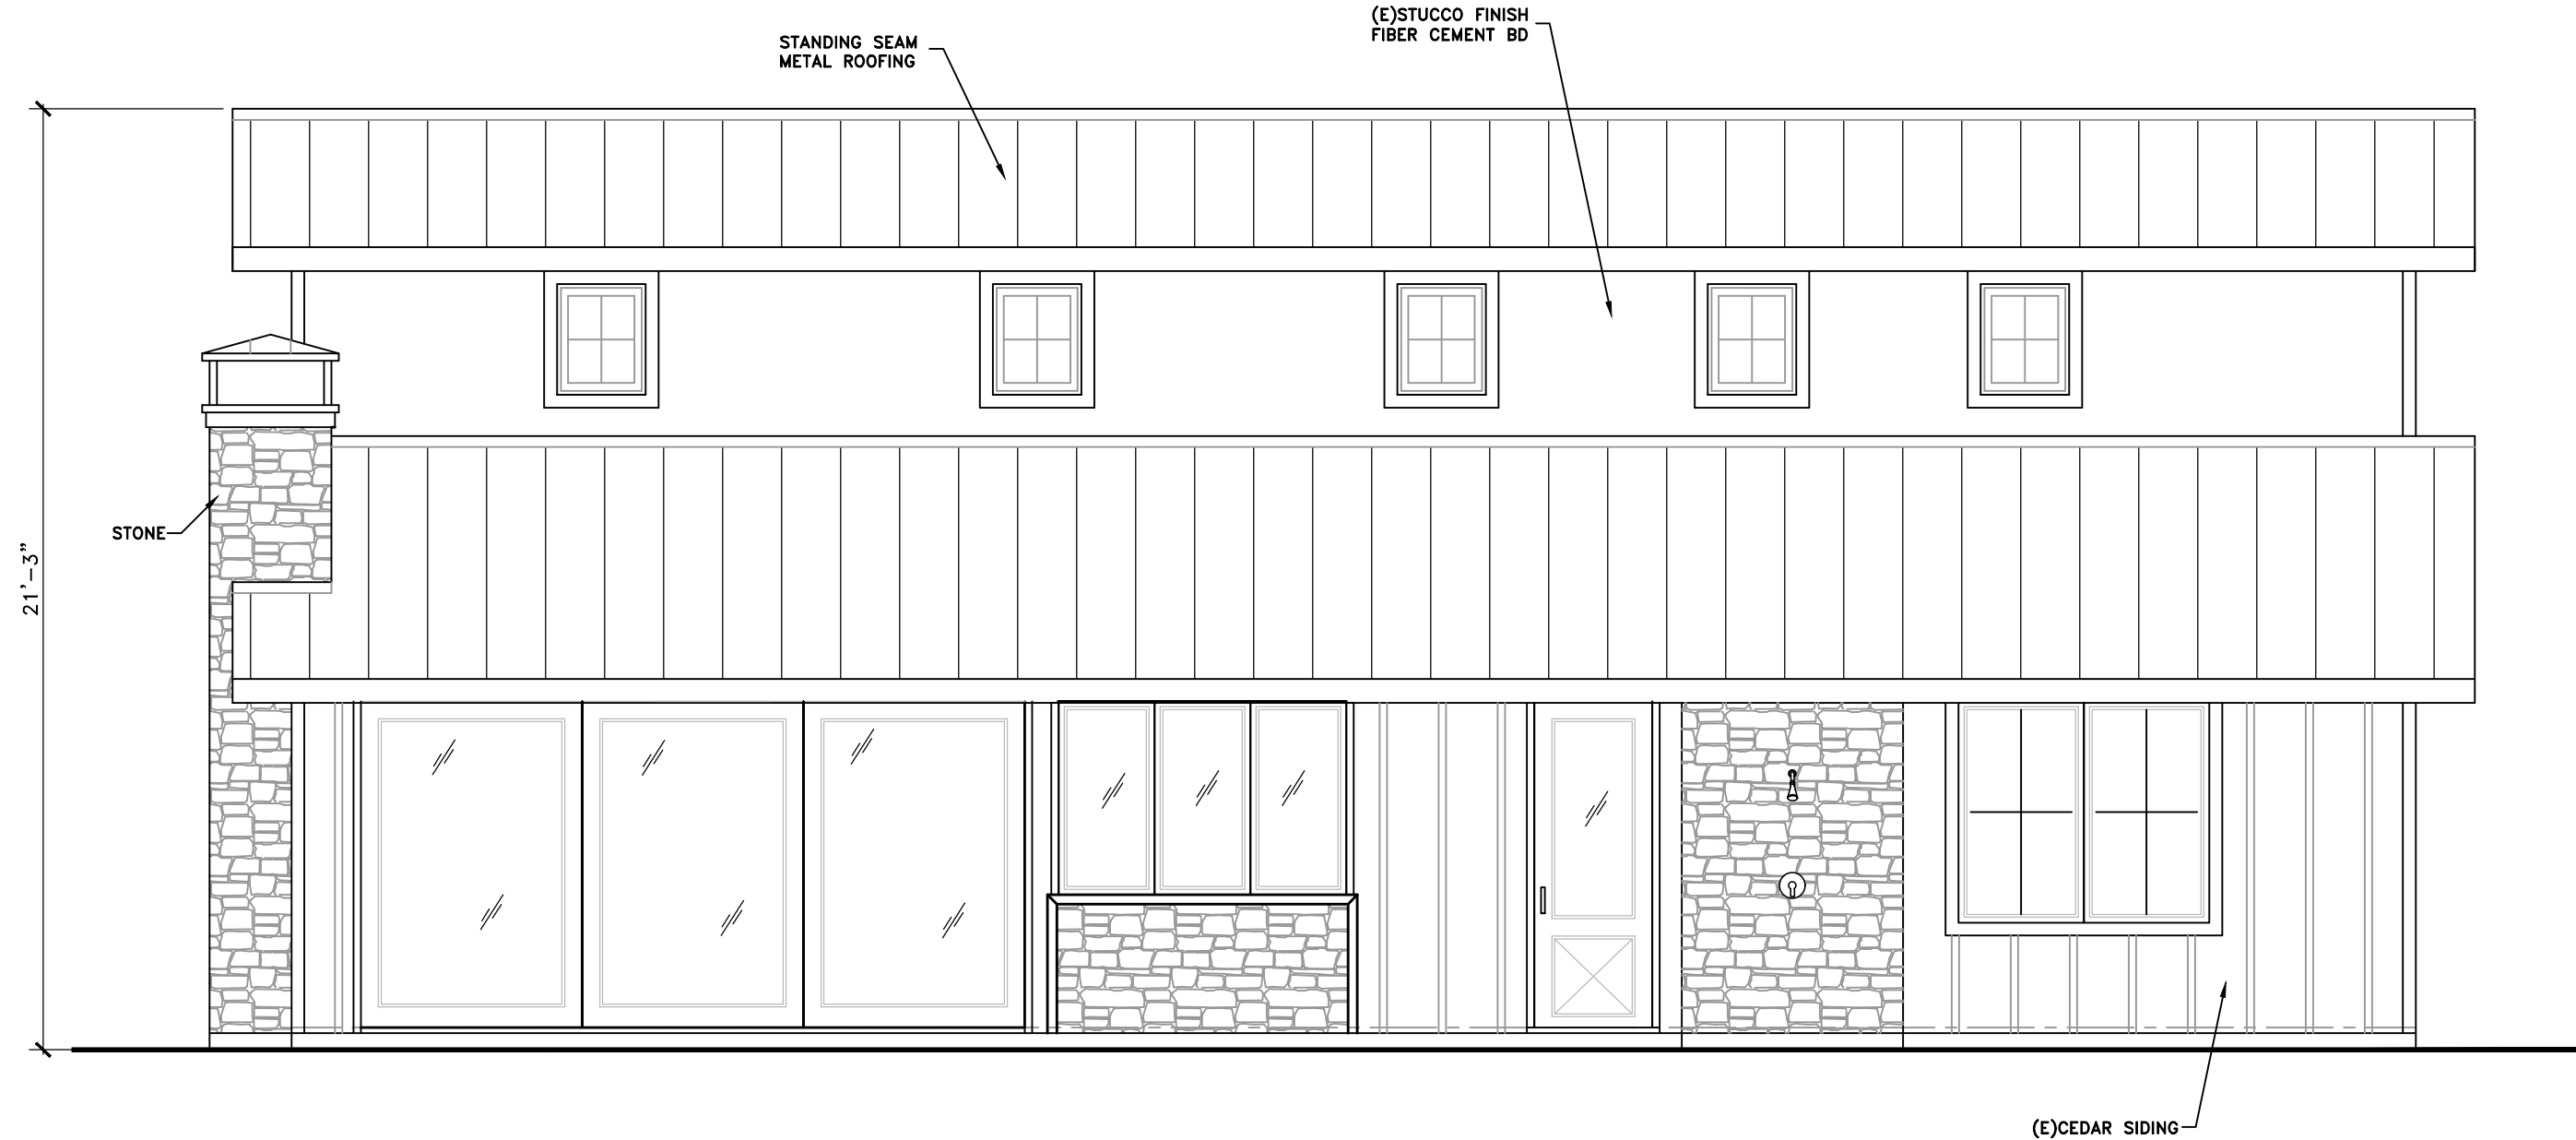 (E)STUCCO FINISH
FIBER CEMENT BD
STANDING SEAM
METAL ROOFING
STONE
21'-3"
(E)CEDAR SIDING